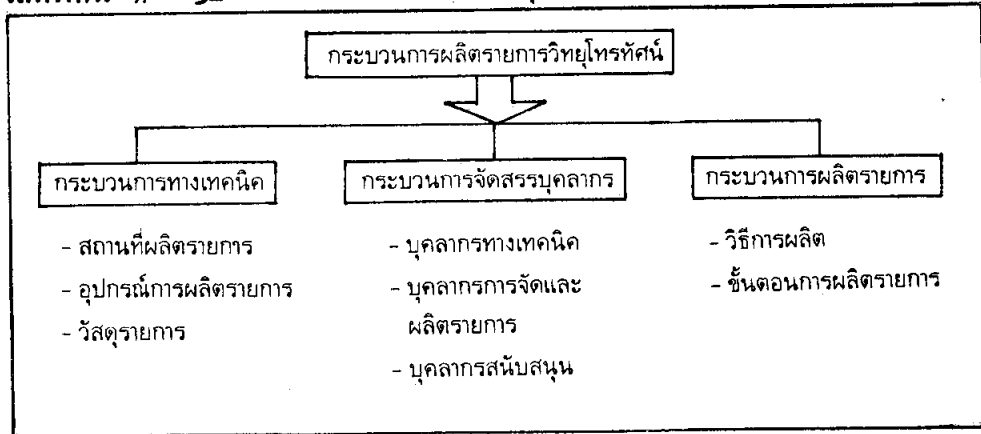 กระบวนการผลิตรายการวิทยุโทรทัศน์
กระบวนการทางเทคนิค
- สถานที่ผลิตรายการ
- อุปกรณ์การผลิตรายการ
- วัสดุรายการ
กระบวนการจัดสรรบุคลากร
- บุคลากรทางเทคนิค
- บุคลากรการจัดและ
ผลิตรายการ
- บุคลากรสนับสนุน
กระบวนการผลิตรายการ
- วิธีการผลิต
- ขั้นตอนการผลิตรายการ